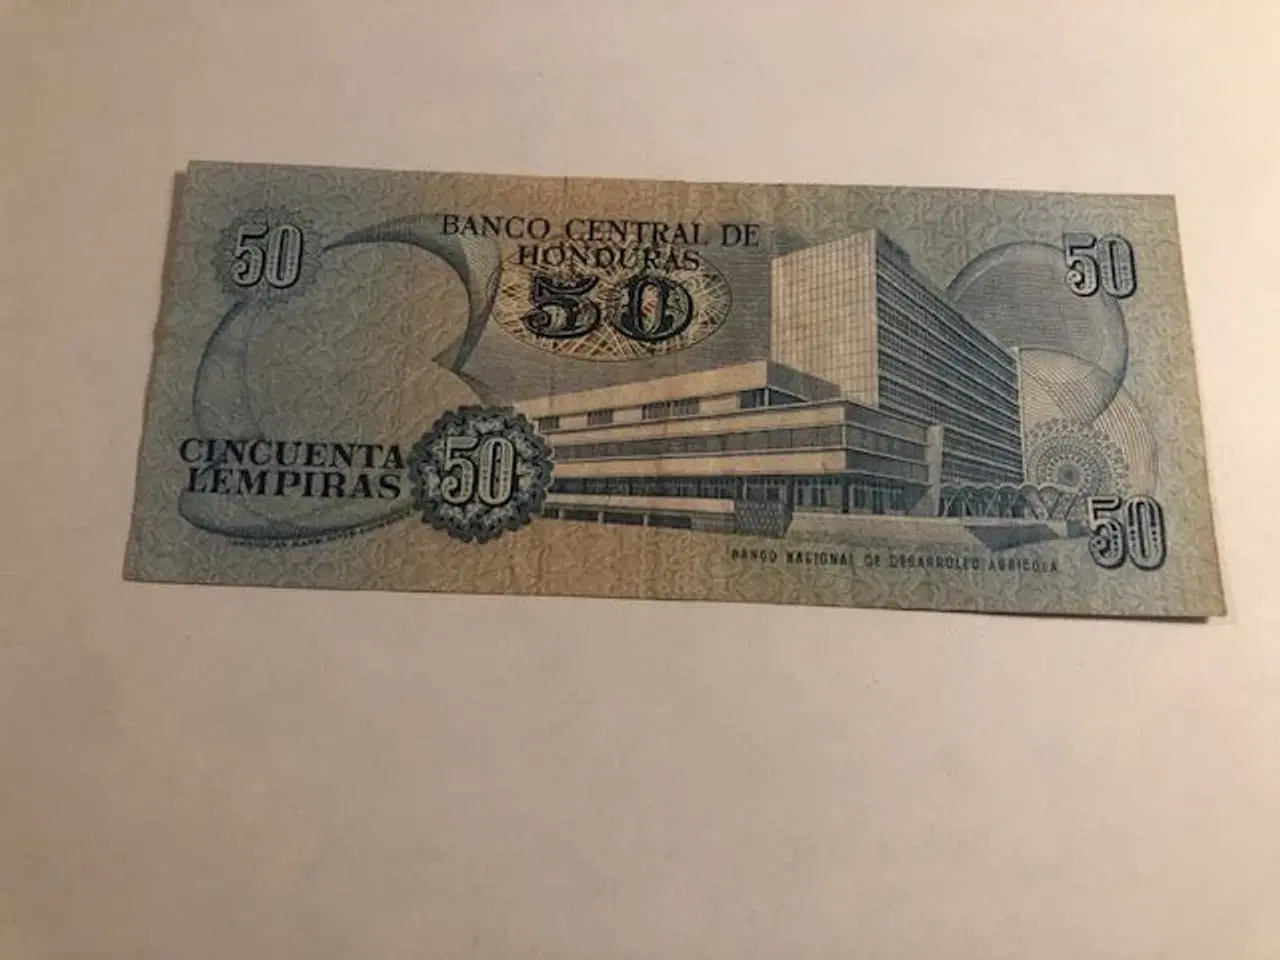 50
BANCO CENTRAL DE
HONDURAS
50
50
CINCUENTA
LEMPIRAS
50
BANCO NACIONAL DE DESARROLLO AGRICOLA
50